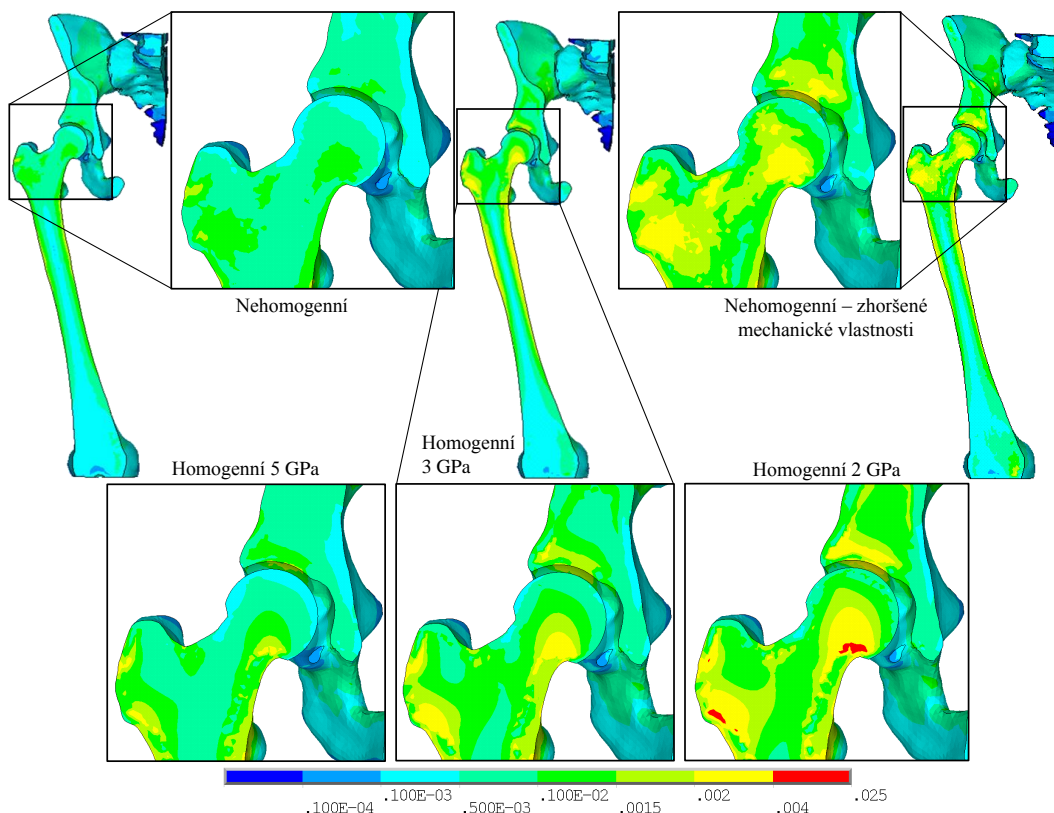 Nehomogenní
Nehomogenní – zhoršené
mechanické vlastnosti
Homogenní 5 GPa
Homogenní
3 GPa
Homogenní 2 GPa
.100E-04
.100E-03
.500E-03
.100E-02
.0015
.002
.004
.025